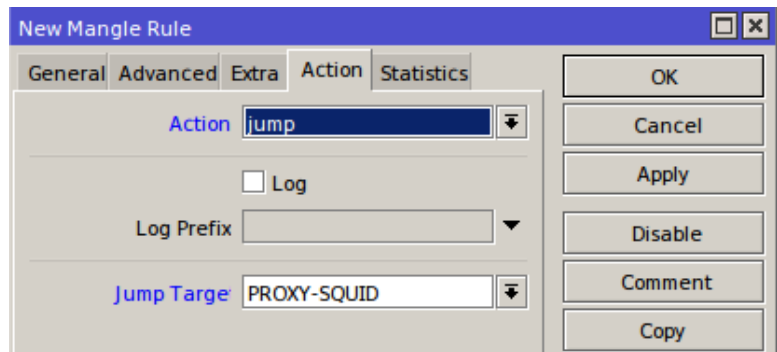 New Mangle Rule
General Advanced Extra Action Statistics
OK
Action jump
Cancel
Log
Apply
Log Prefix
Disable
Comment
Jump Targe PROXY-SQUID
Copy